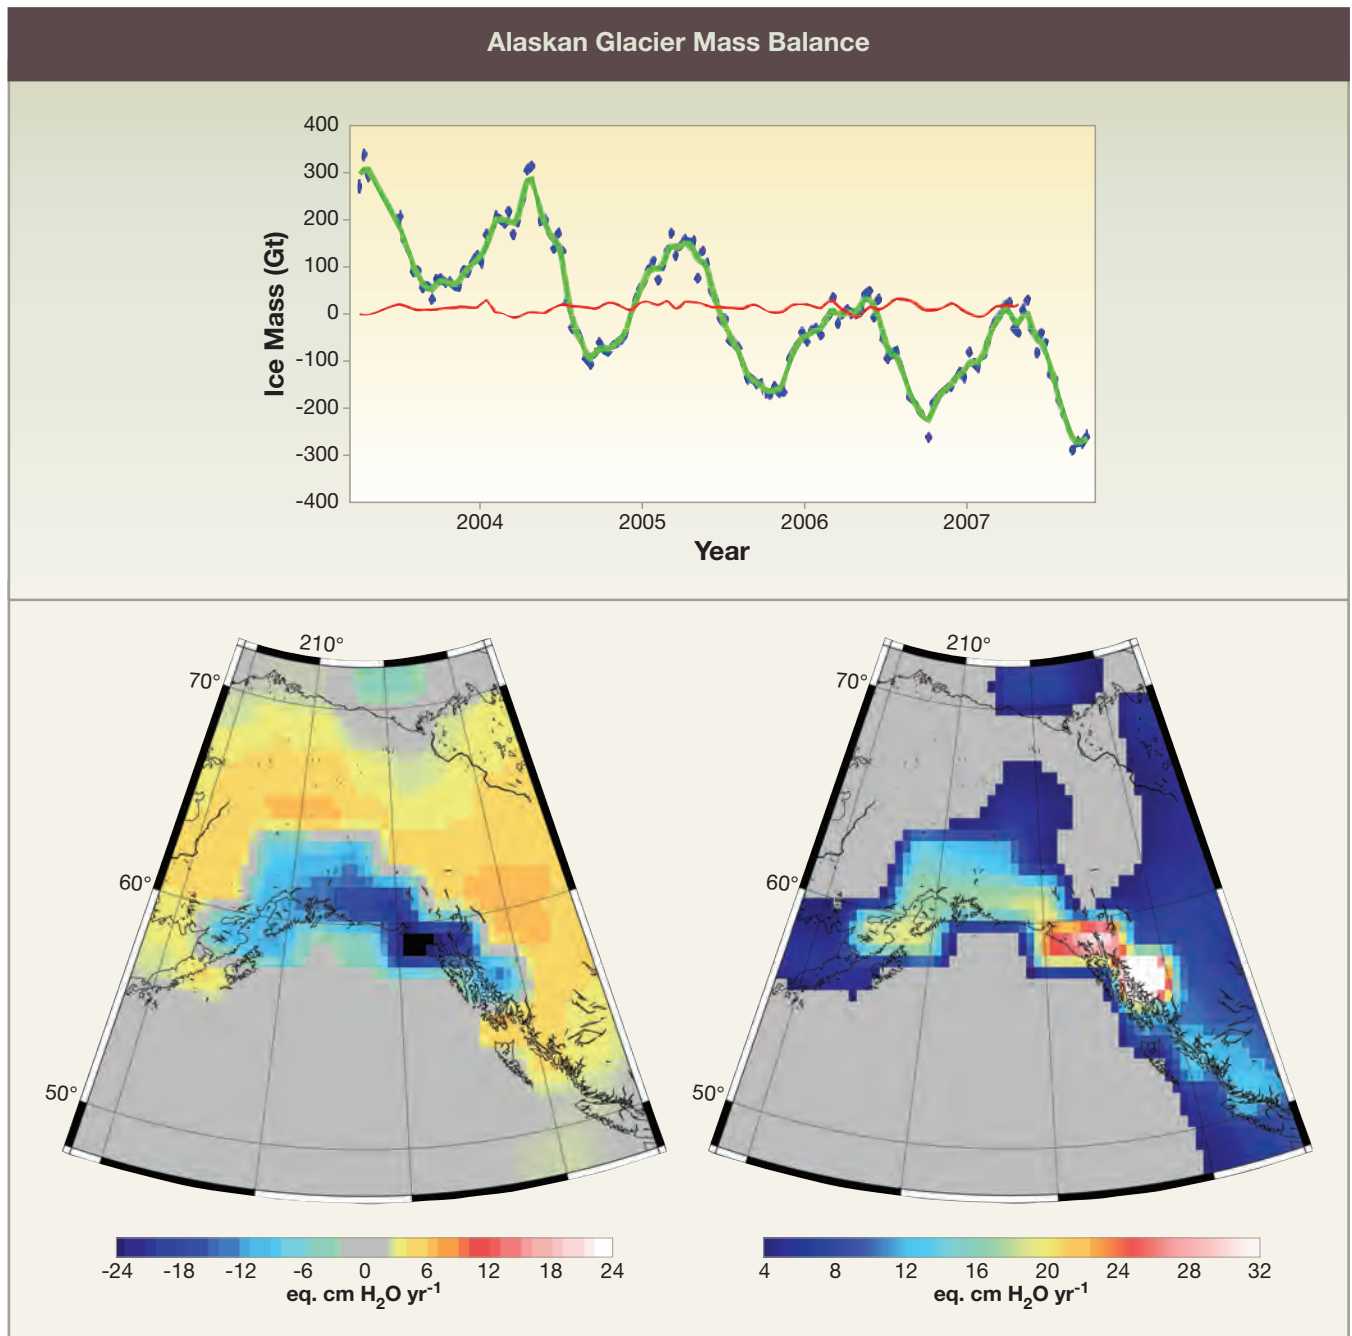 Alaskan Glacier Mass Balance
400
300
200
100
0
-100
-200
-300
-400
Ice Mass (Gt)
2004 2005 2006 2007
Year
210°
70°
60°
50°
-24 -18 -12 -6 0 6 12 18 24
eq. cm H₂O yr⁻¹
210°
70°
60°
50°
4 8 12 16 20 24 28 32
eq. cm H₂O yr⁻¹